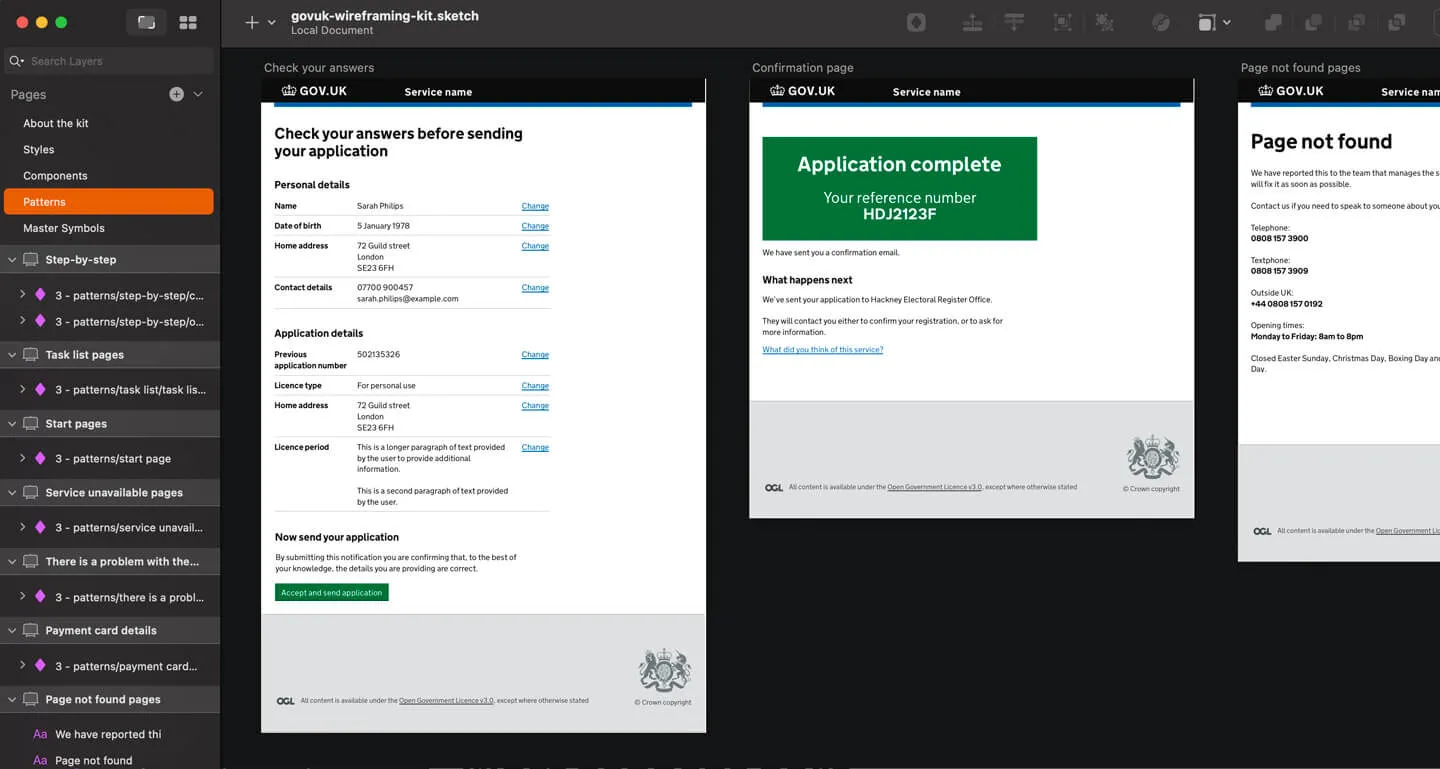 govuk-wireframing-kit.sketch
Local Document
Search Layers
Pages
About the kit
Styles
Components
Patterns
Master Symbols
Step-by-step
3 - patterns/step-by-step/c...
3 - patterns/step-by-step/o...
Task list pages
3 - patterns/task list/task lis...
Start pages
3 - patterns/start page
Service unavailable pages
3 - patterns/service unavail...
There is a problem with the...
3 - patterns/there is a probl...
Payment card details
3 - patterns/payment card...
Page not found pages
Aa We have reported thi
Aa Page not found
Check your answers
GOV.UK Service name
Check your answers before sending
your application
Personal details
Name Sarah Philips Change
Date of birth 5 January 1978 Change
Home address 72 Guild street Change
London
SE23 6FH
Contact details 07700 900457 Change
sarah.philips@example.com
Application details
Previous 502135326 Change
application number
Licence type For personal use Change
Home address 72 Guild street Change
London
SE23 6FH
Licence period This is a longer paragraph of text provided Change
by the user to provide additional
information.
This is a second paragraph of text provided
by the user.
Now send your application
By submitting this notification you are confirming that, to the best of
your knowledge, the details you are providing are correct.
Accept and send application
OGL All content is available under the Open Government Licence v3.0, except where otherwise stated
© Crown copyright
Confirmation page
GOV.UK Service name
Application complete
Your reference number
HDJ2123F
We have sent you a confirmation email.
What happens next
We've sent your application to Hackney Electoral Register Office.
They will contact you either to confirm your registration, or to ask for
more information.
What did you think of this service?
OGL All content is available under the Open Government Licence v3.0, except where otherwise stated
© Crown copyright
Page not found pages
GOV.UK Service nam
Page not found
We have reported this to the team that manages the s
will fix it as soon as possible.
Contact us if you need to speak to someone about you
Telephone:
0808 157 3900
Textphone:
0808 157 3909
Outside UK:
+44 0808 157 0192
Opening times:
Monday to Friday: 8am to 8pm
Closed Easter Sunday, Christmas Day, Boxing Day and
Day.
OGL All content is available under the Open Government Lic